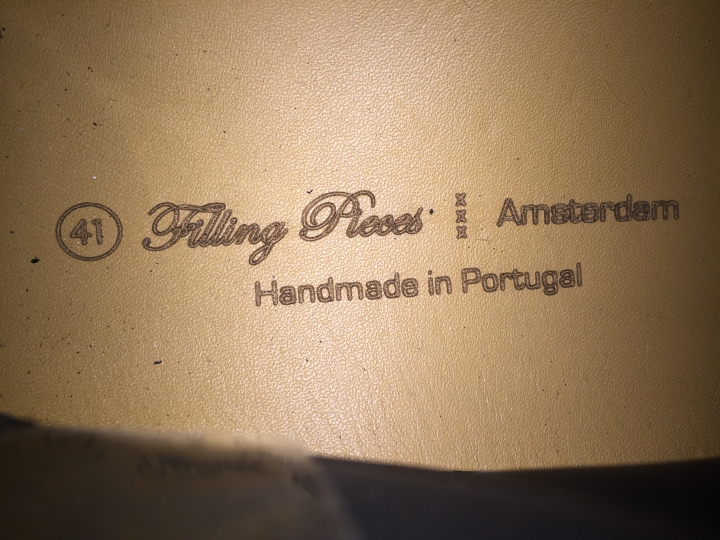 41 Filling Pieces xxx Amsterdam
Handmade in Portugal